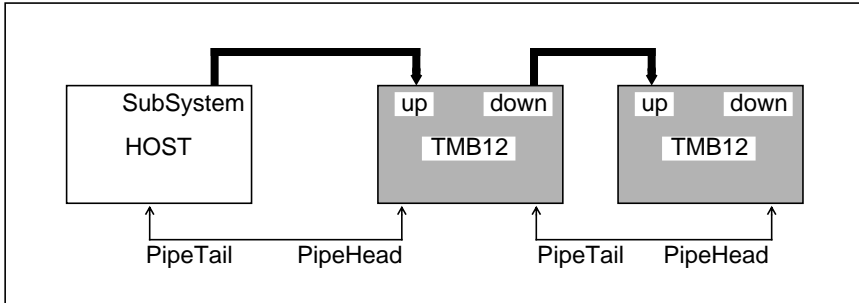 SubSystem
HOST
up down
TMB12
up down
TMB12
PipeTail PipeHead
PipeTail PipeHead